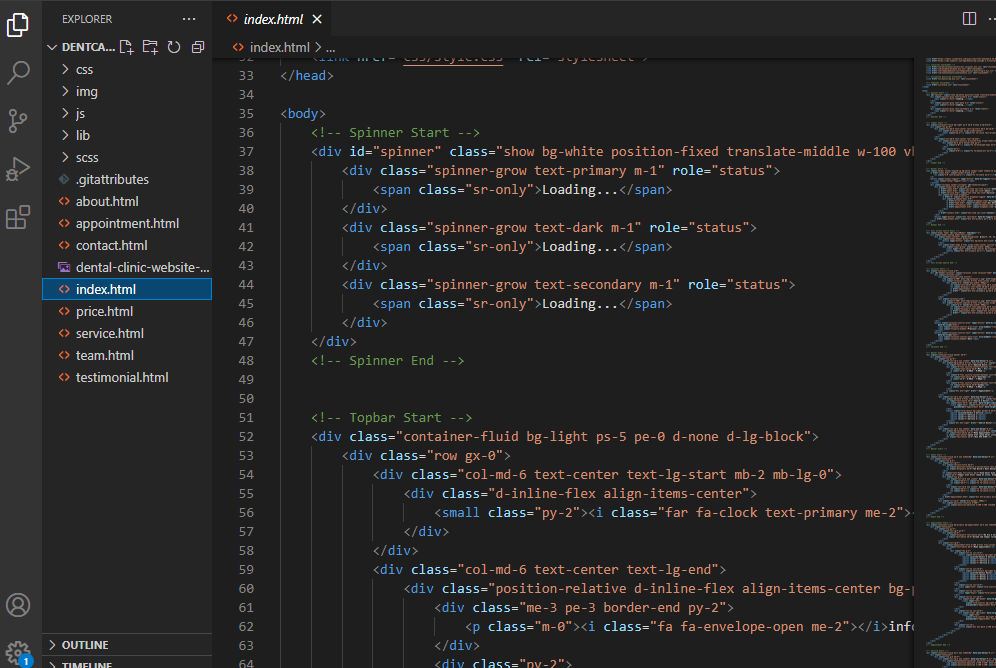 EXPLORER
DENTCA...
css
img
js
lib
scss
.gitattributes
about.html
appointment.html
contact.html
dental-clinic-website-...
index.html
price.html
service.html
team.html
testimonial.html
OUTLINE
TIMELINE
1
index.html
index.html > ...
32 <link href="css/style.css" rel="stylesheet">
33 </head>
34
35 <body>
36 <!-- Spinner Start -->
37 <div id="spinner" class="show bg-white position-fixed translate-middle w-100
38 <div class="spinner-grow text-primary m-1" role="status">
39 <span class="sr-only">Loading...</span>
40 </div>
41 <div class="spinner-grow text-dark m-1" role="status">
42 <span class="sr-only">Loading...</span>
43 </div>
44 <div class="spinner-grow text-secondary m-1" role="status">
45 <span class="sr-only">Loading...</span>
46 </div>
47 </div>
48 <!-- Spinner End -->
49
50
51 <!-- Topbar Start -->
52 <div class="container-fluid bg-light ps-5 pe-0 d-none d-lg-block">
53 <div class="row gx-0">
54 <div class="col-md-6 text-center text-lg-start mb-2 mb-lg-0">
55 <div class="d-inline-flex align-items-center">
56 <small class="py-2"><i class="far fa-clock text-primary me-2">
57 </div>
58 </div>
59 <div class="col-md-6 text-center text-lg-end">
60 <div class="position-relative d-inline-flex align-items-center bg-
61 <div class="me-3 pe-3 border-end py-2">
62 <p class="m-0"><i class="fa fa-envelope-open me-2"></i>info
63 </div>
64 <div class="py-2">